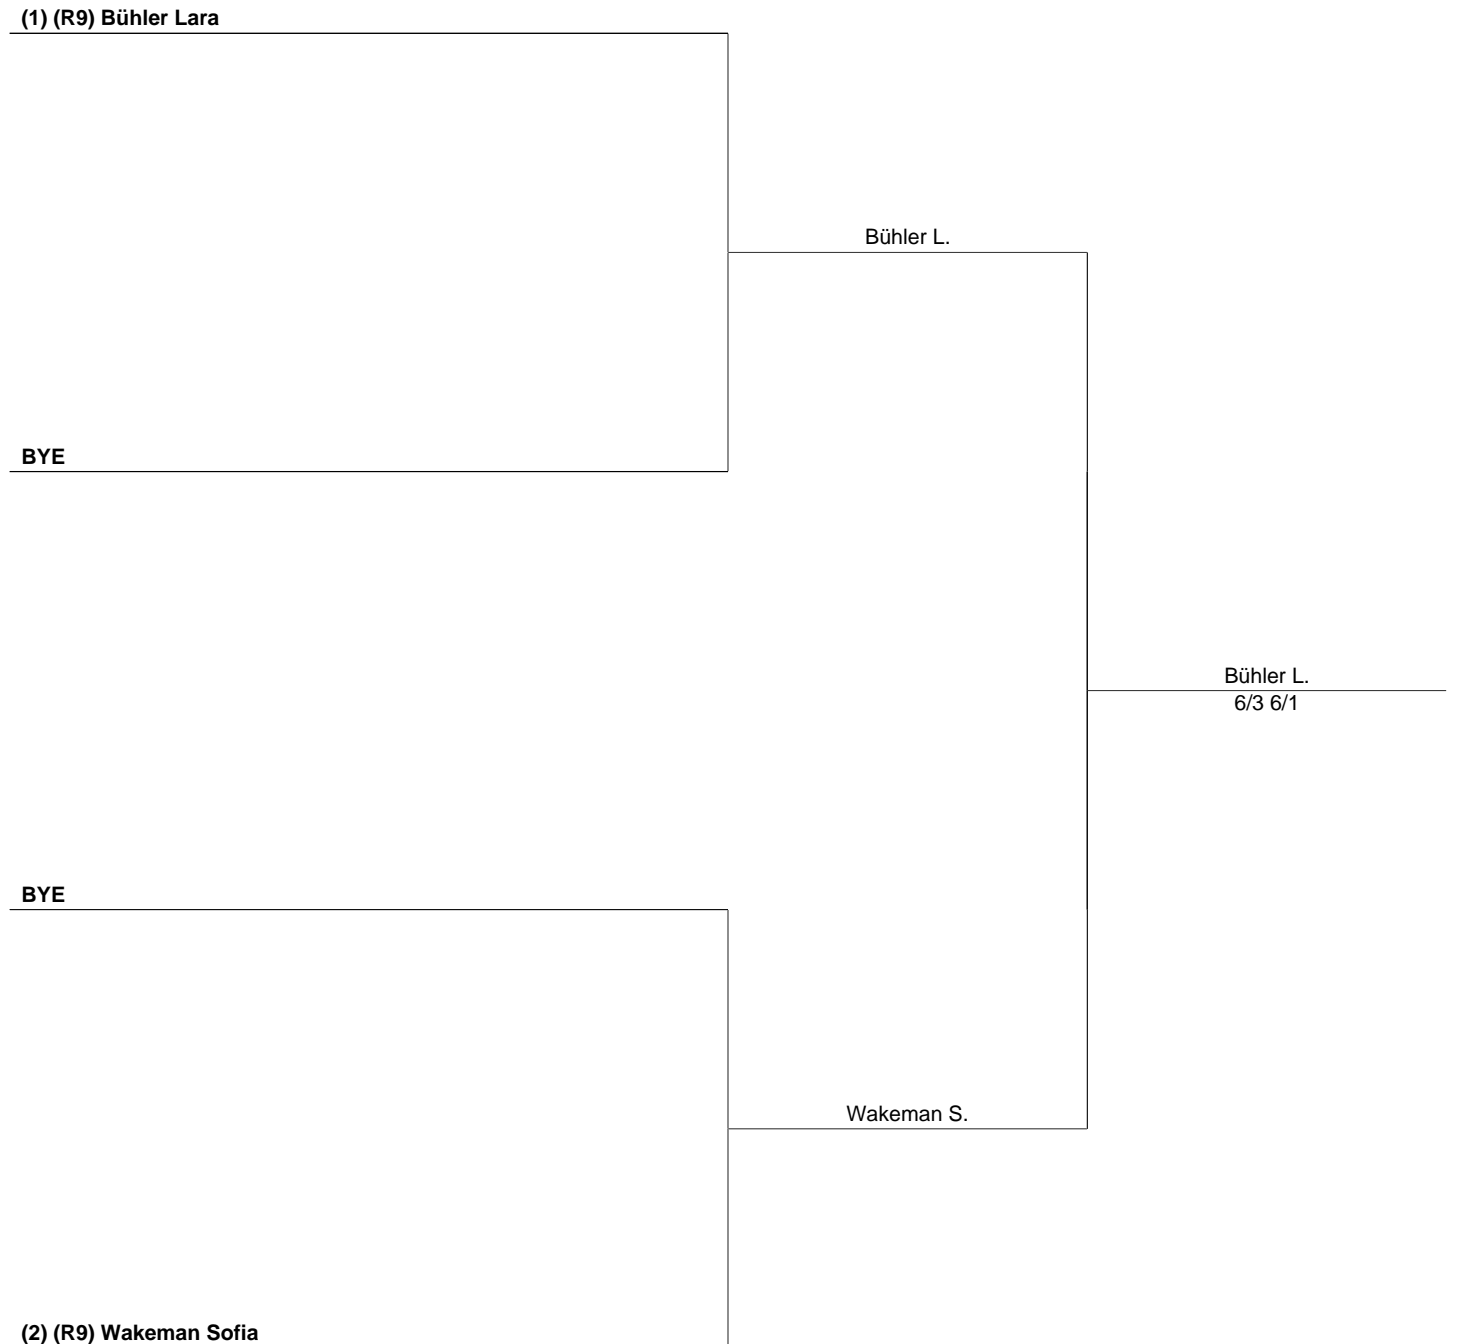 (1) (R9) Bühler Lara
Bühler L.
BYE
Bühler L.
6/3 6/1
BYE
Wakeman S.
(2) (R9) Wakeman Sofia